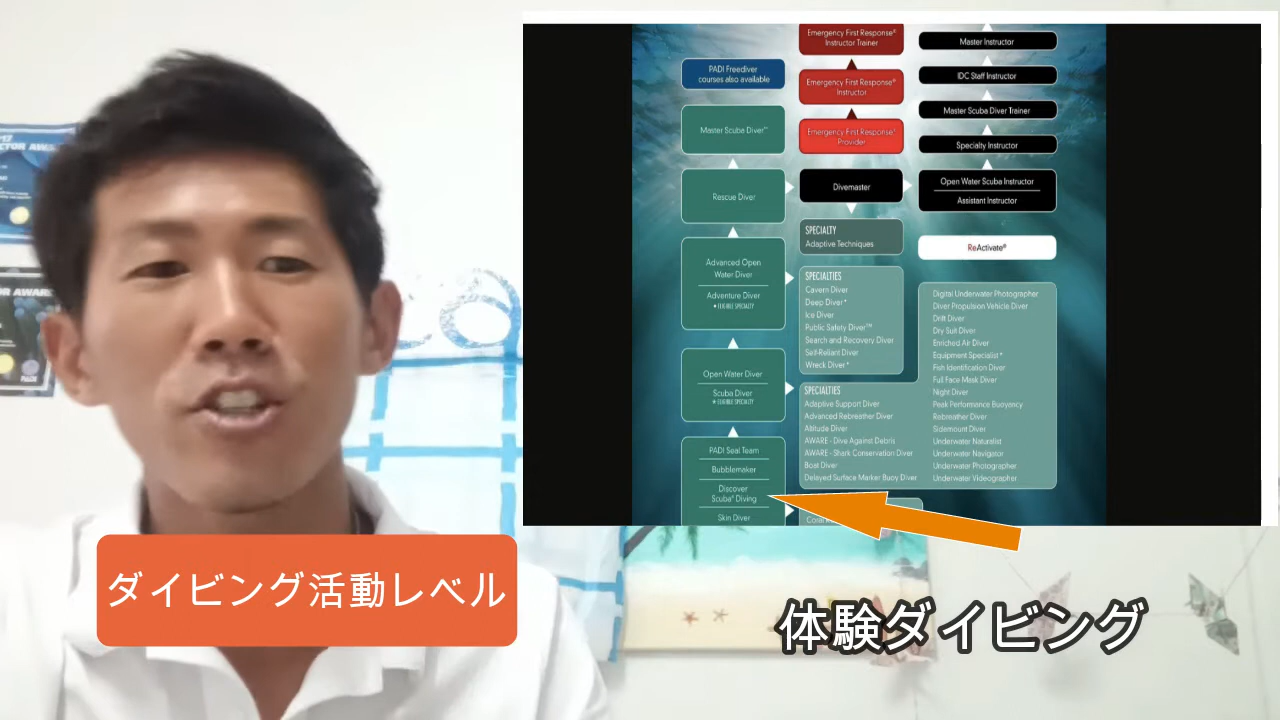 PADI Freediver
courses also available
Master Scuba Diver™
Rescue Diver
Advanced Open
Water Diver
Adventure Diver
Open Water Diver
Scuba Diver
PADI Seal Team
Bubblemaker
Discover
Scuba® Diving
Skin Diver
Emergency First Response®
Instructor Trainer
Emergency First Response®
Instructor
Emergency First Response®
Provider
Divemaster
SPECIALTY
Adaptive Techniques
SPECIALTIES
Cavern Diver
Deep Diver*
Ice Diver
Public Safety Diver™
Search and Recovery Diver
Self-Reliant Diver
Wreck Diver*
SPECIALTIES
Adaptive Support Diver
Advanced Rebreather Diver
Altitude Diver
AWARE - Dive Against Debris
AWARE - Shark Conservation Diver
Boat Diver
Delayed Surface Marker Buoy Diver
Master Instructor
IDC Staff Instructor
Master Scuba Diver Trainer
Specialty Instructor
Open Water Scuba Instructor
Assistant Instructor
ReActivate®
Digital Underwater Photographer
Diver Propulsion Vehicle Diver
Drift Diver
Dry Suit Diver
Enriched Air Diver
Equipment Specialist*
Fish Identification Diver
Full Face Mask Diver
Night Diver
Peak Performance Buoyancy
Rebreather Diver
Sidemount Diver
Underwater Naturalist
Underwater Navigator
Underwater Photographer
Underwater Videographer
ダイビング活動レベル
体験ダイビング